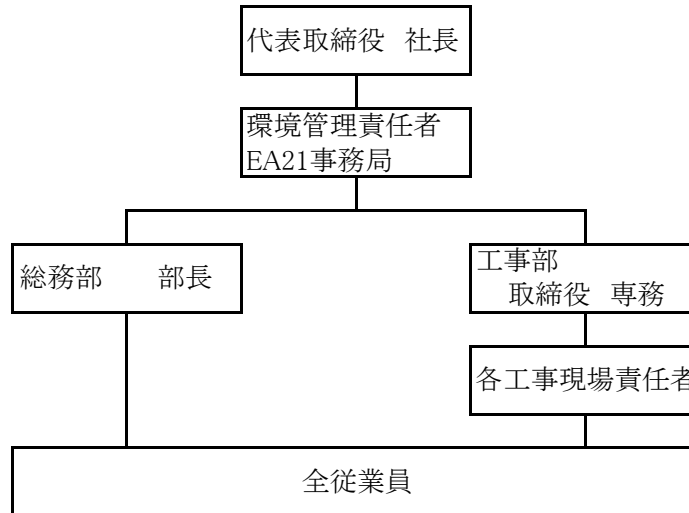 代表取締役 社長
環境管理責任者
EA21事務局
総務部 部長
工事部
取締役 専務
各工事現場責任者
全従業員